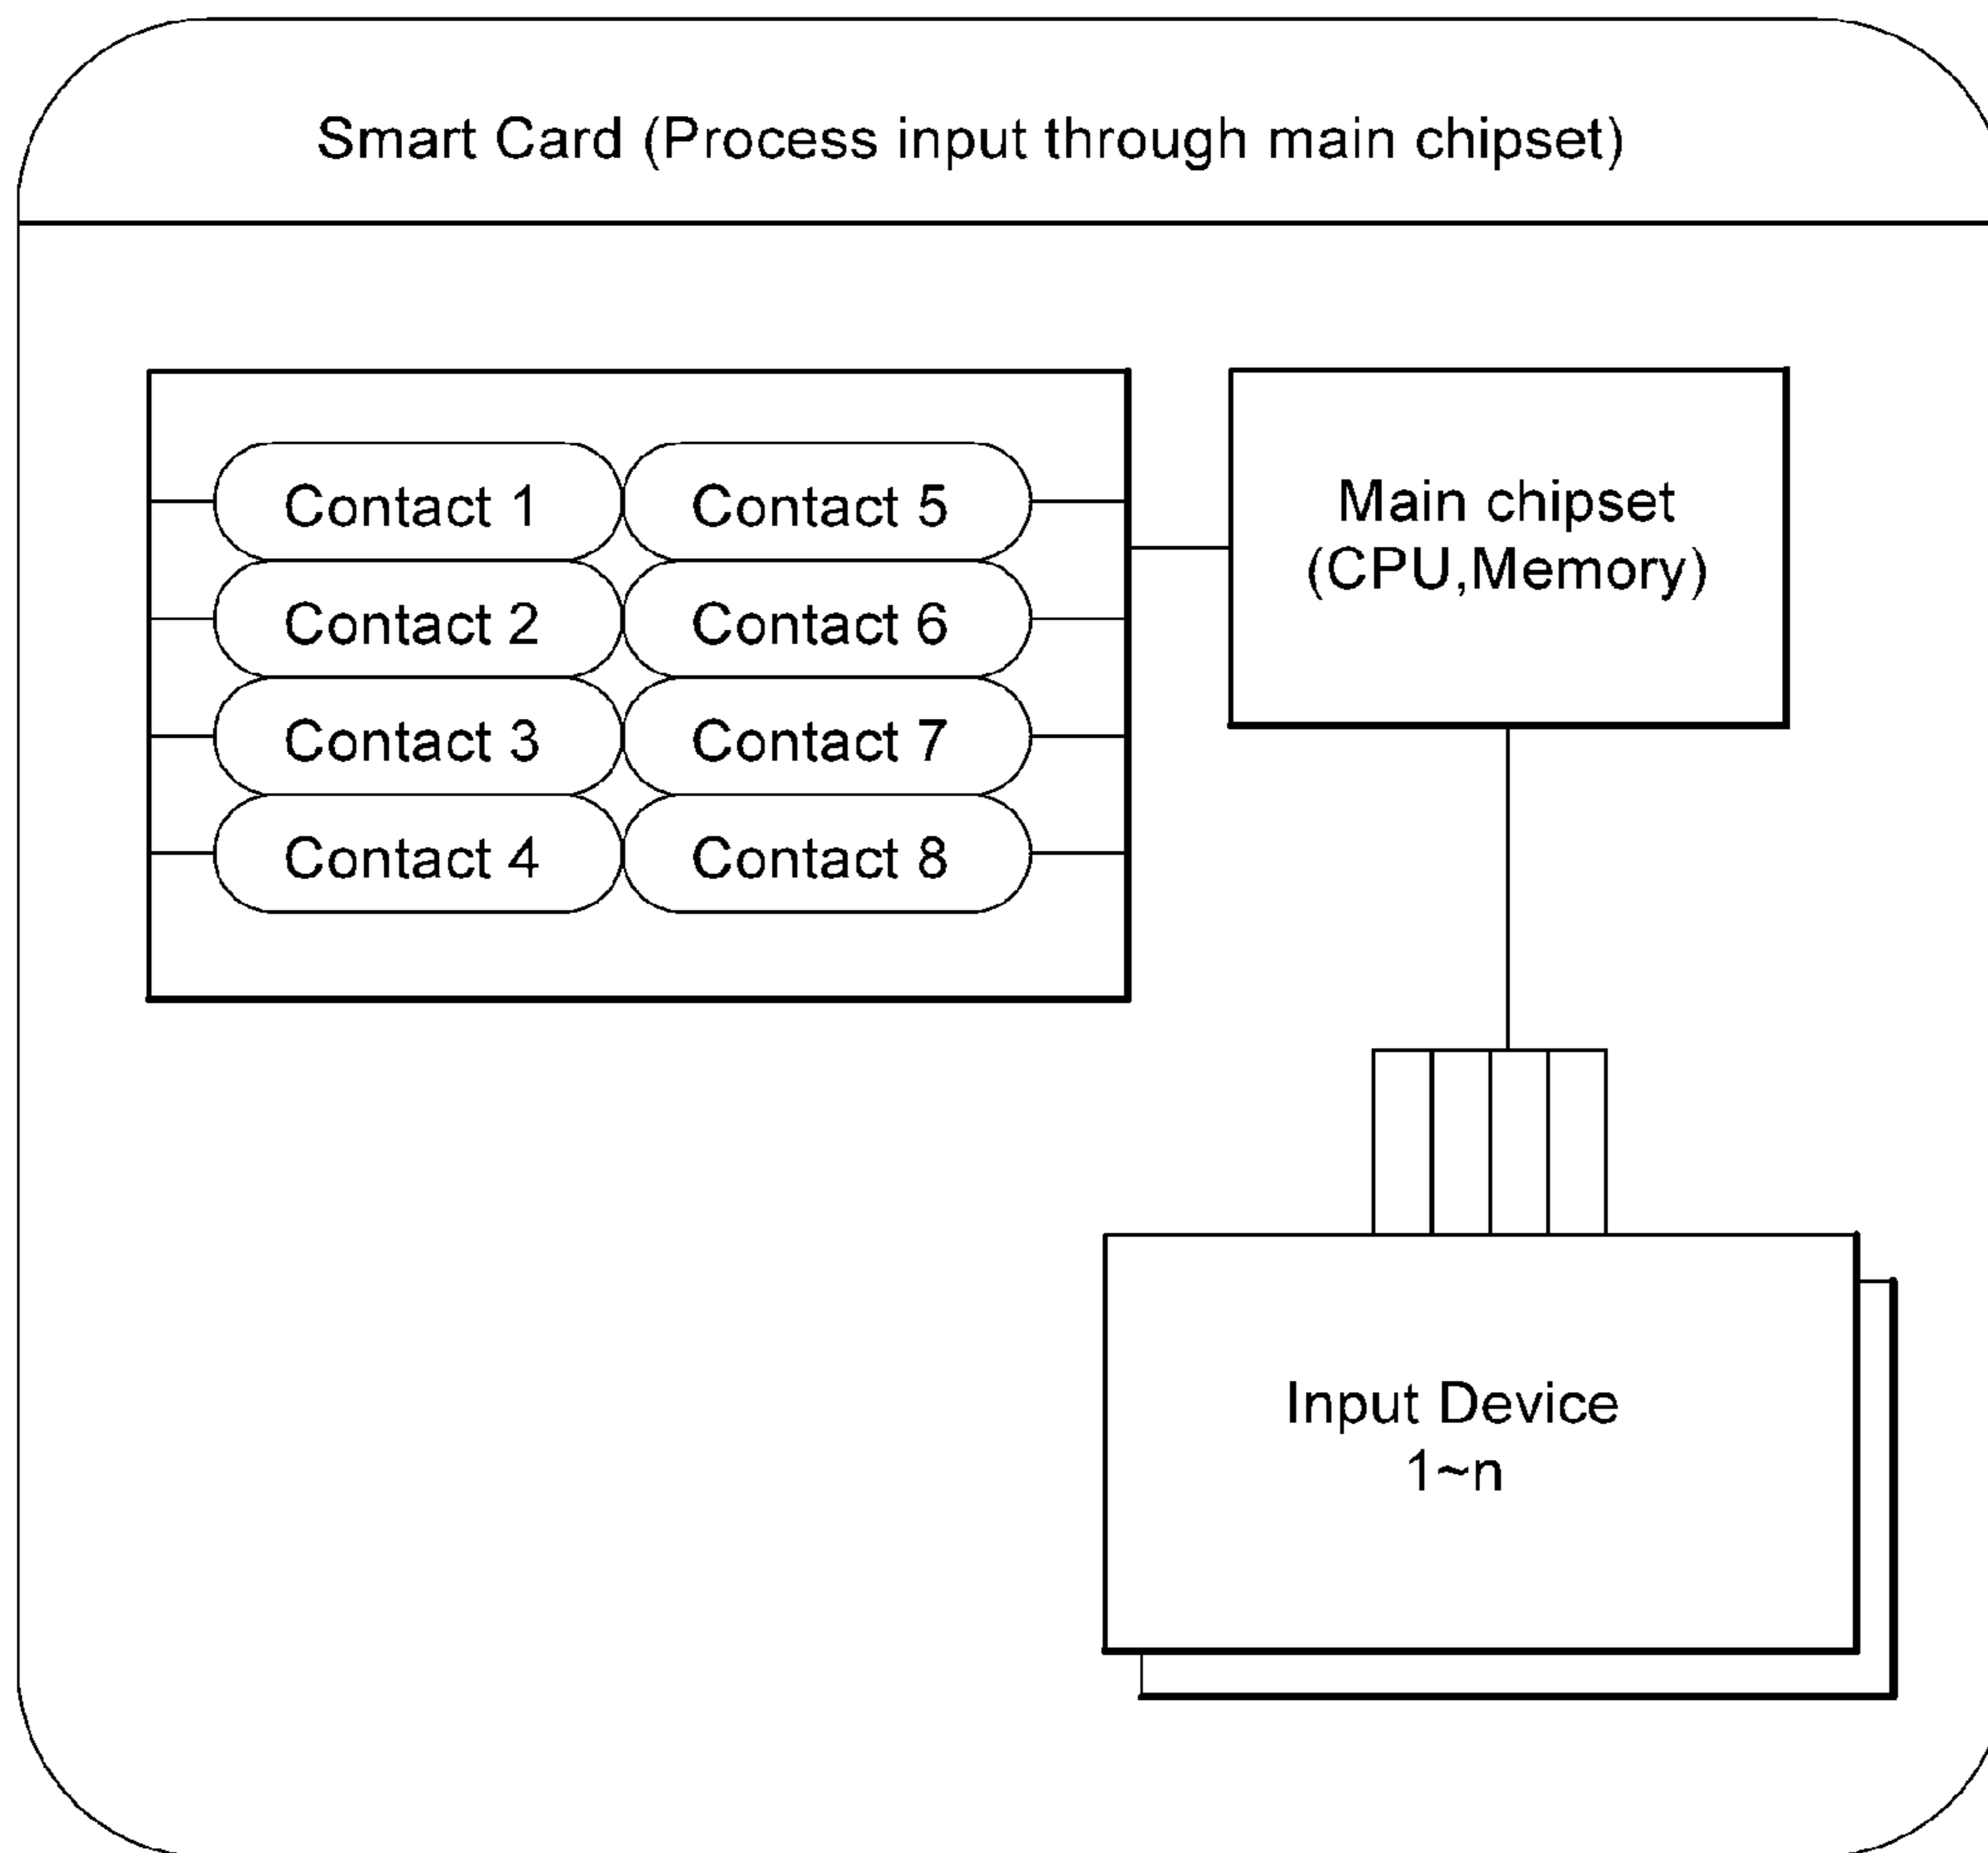 Smart Card (Process input through main chipset)
Contact 1
Contact 5
Contact 2
Contact 6
Contact 3
Contact 7
Contact 4
Contact 8
Main chipset
(CPU,Memory)
Input Device
1~n